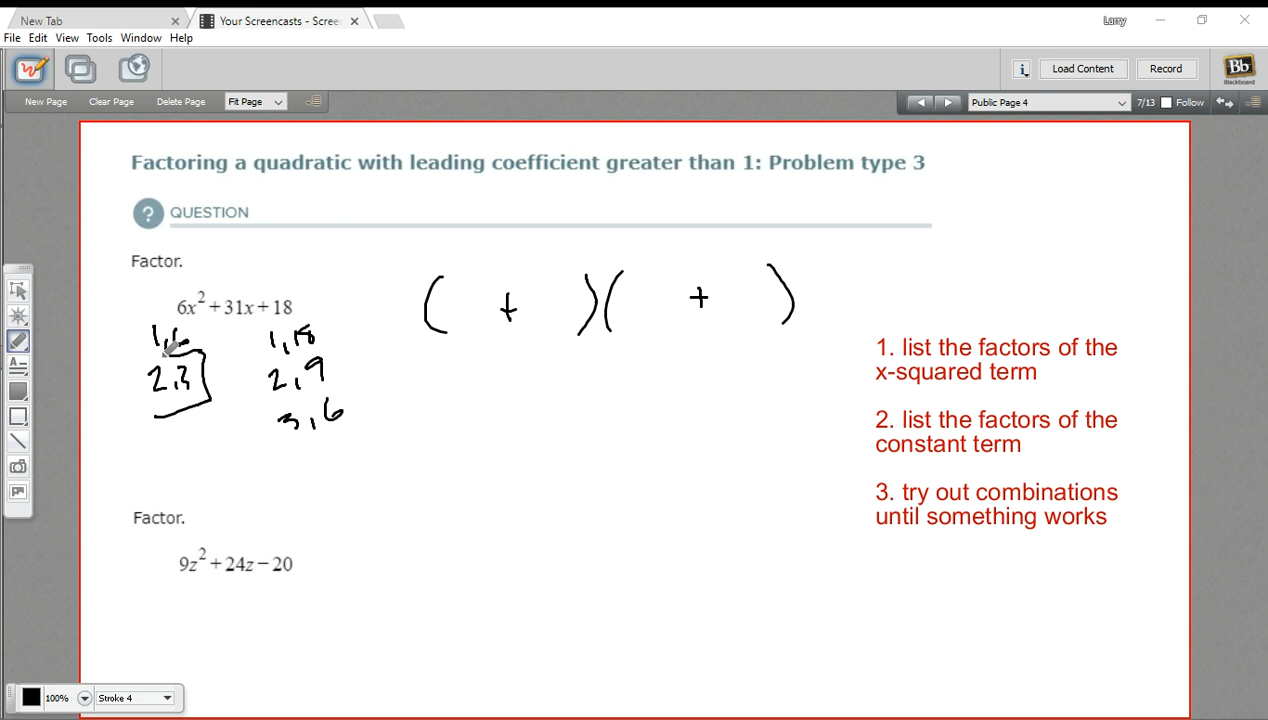 New Tab
Your Screencasts - Scree
Larry
File Edit View Tools Window Help
Load Content
Record
Bb
Blackboard
New Page
Clear Page
Delete Page
Fit Page
Public Page 4
7/13
Follow
Factoring a quadratic with leading coefficient greater than 1: Problem type 3
? QUESTION
Factor.
6x² + 31x + 18
( + )( + )
1,6
1,18
2,3
2,9
3,6
1. list the factors of the
x-squared term
2. list the factors of the
constant term
3. try out combinations
until something works
Factor.
9z² + 24z − 20
100%
Stroke 4